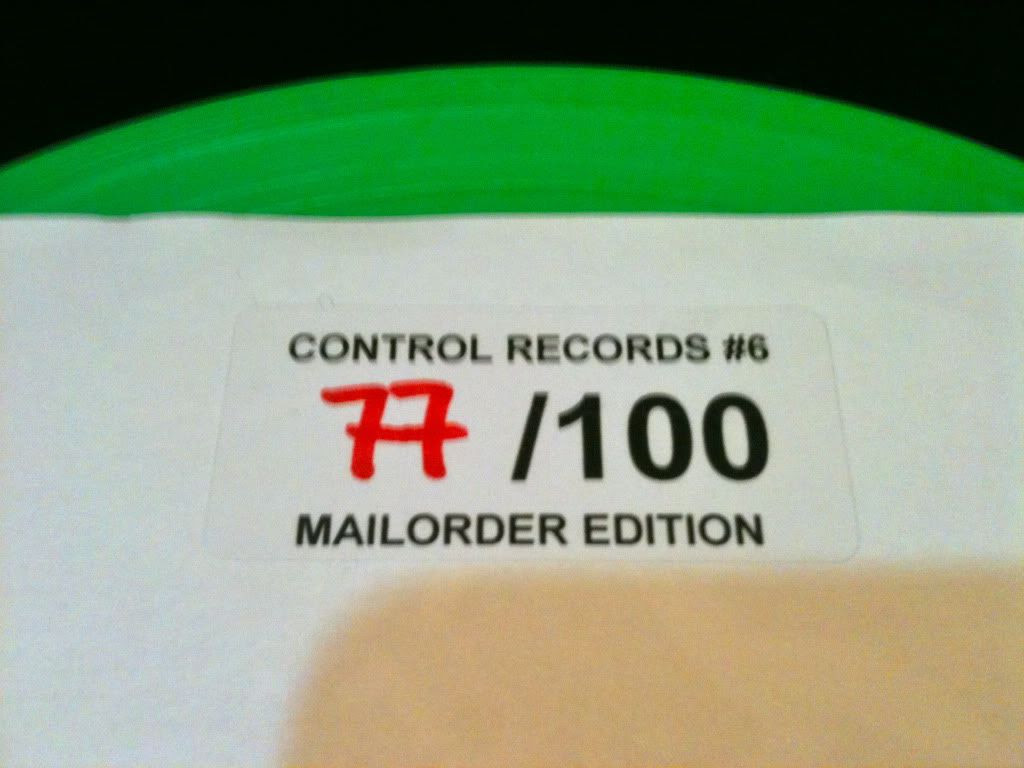 CONTROL RECORDS #6
77 /100
MAILORDER EDITION